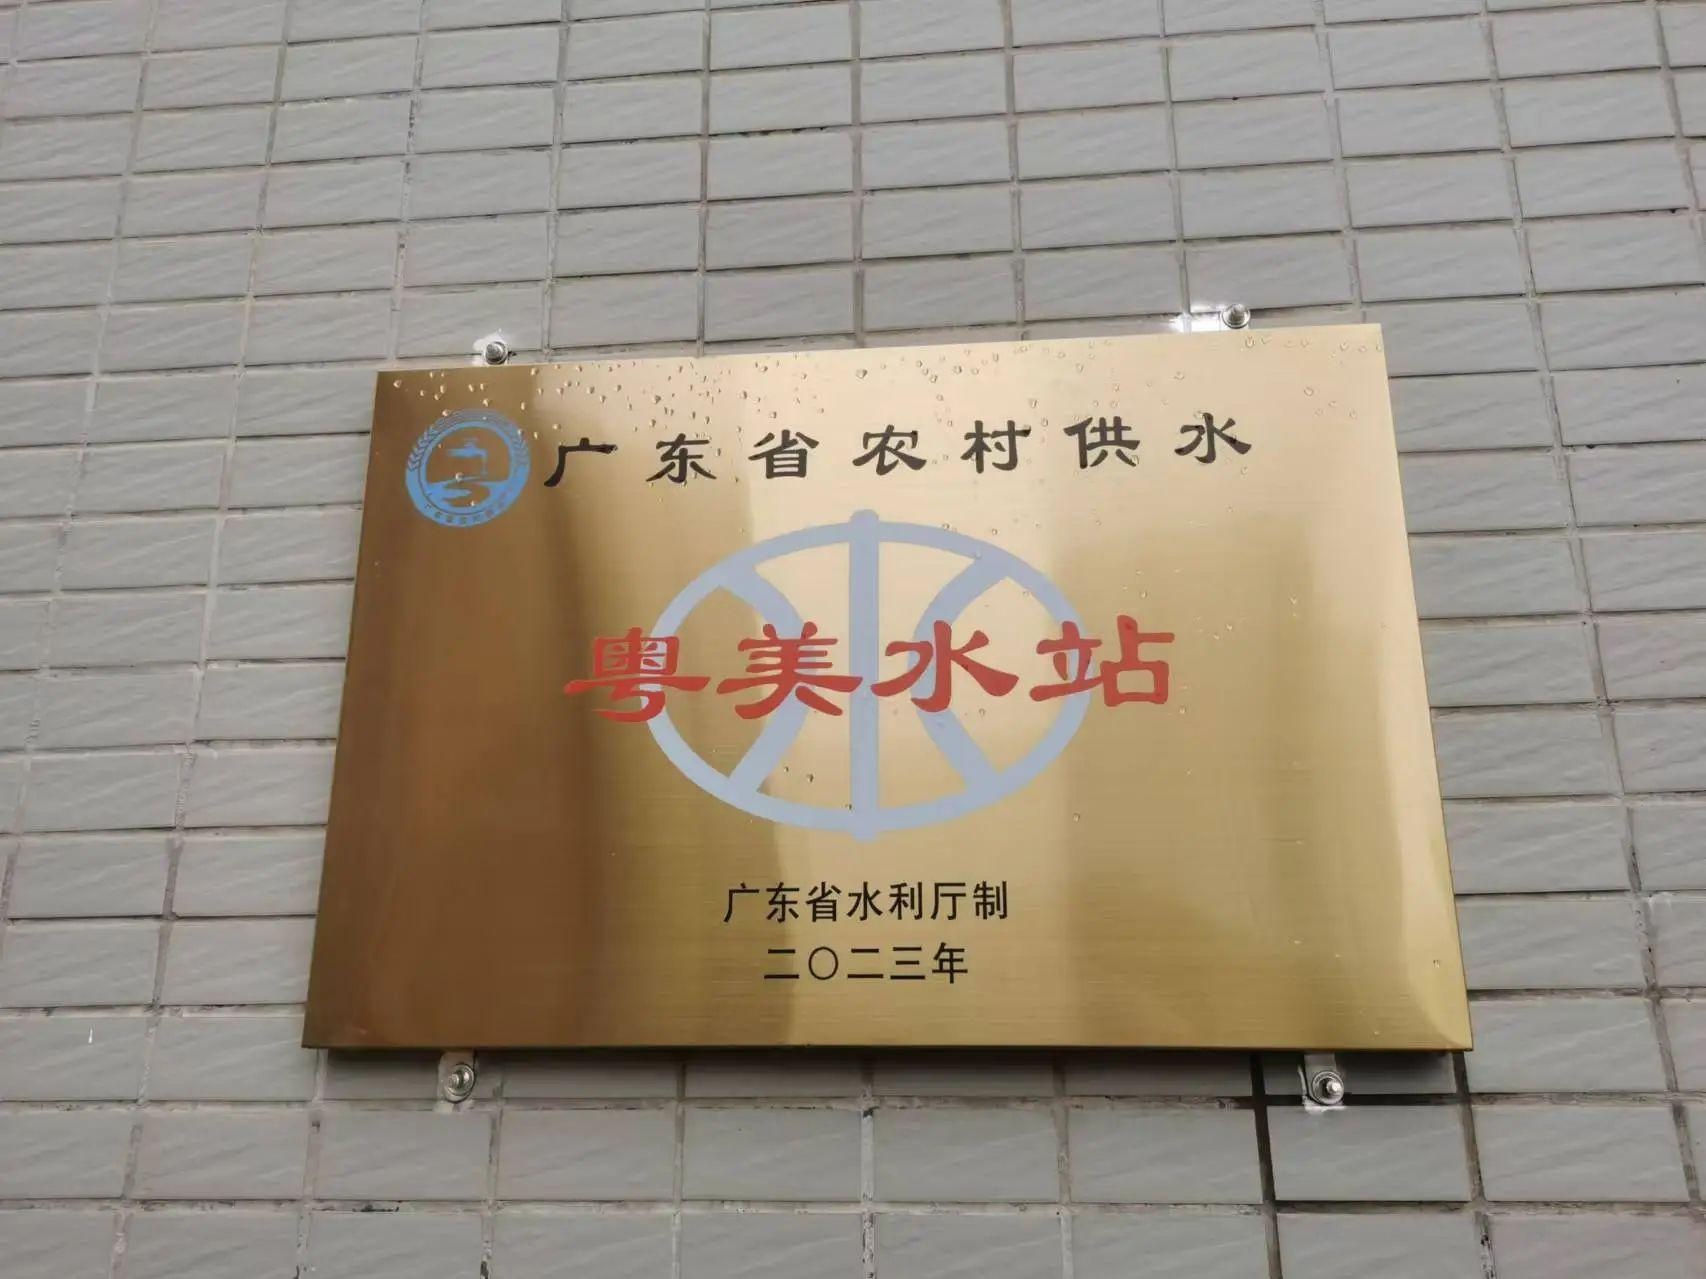 广东省农村供水
粤美水站
广东省水利厅制
二〇二三年